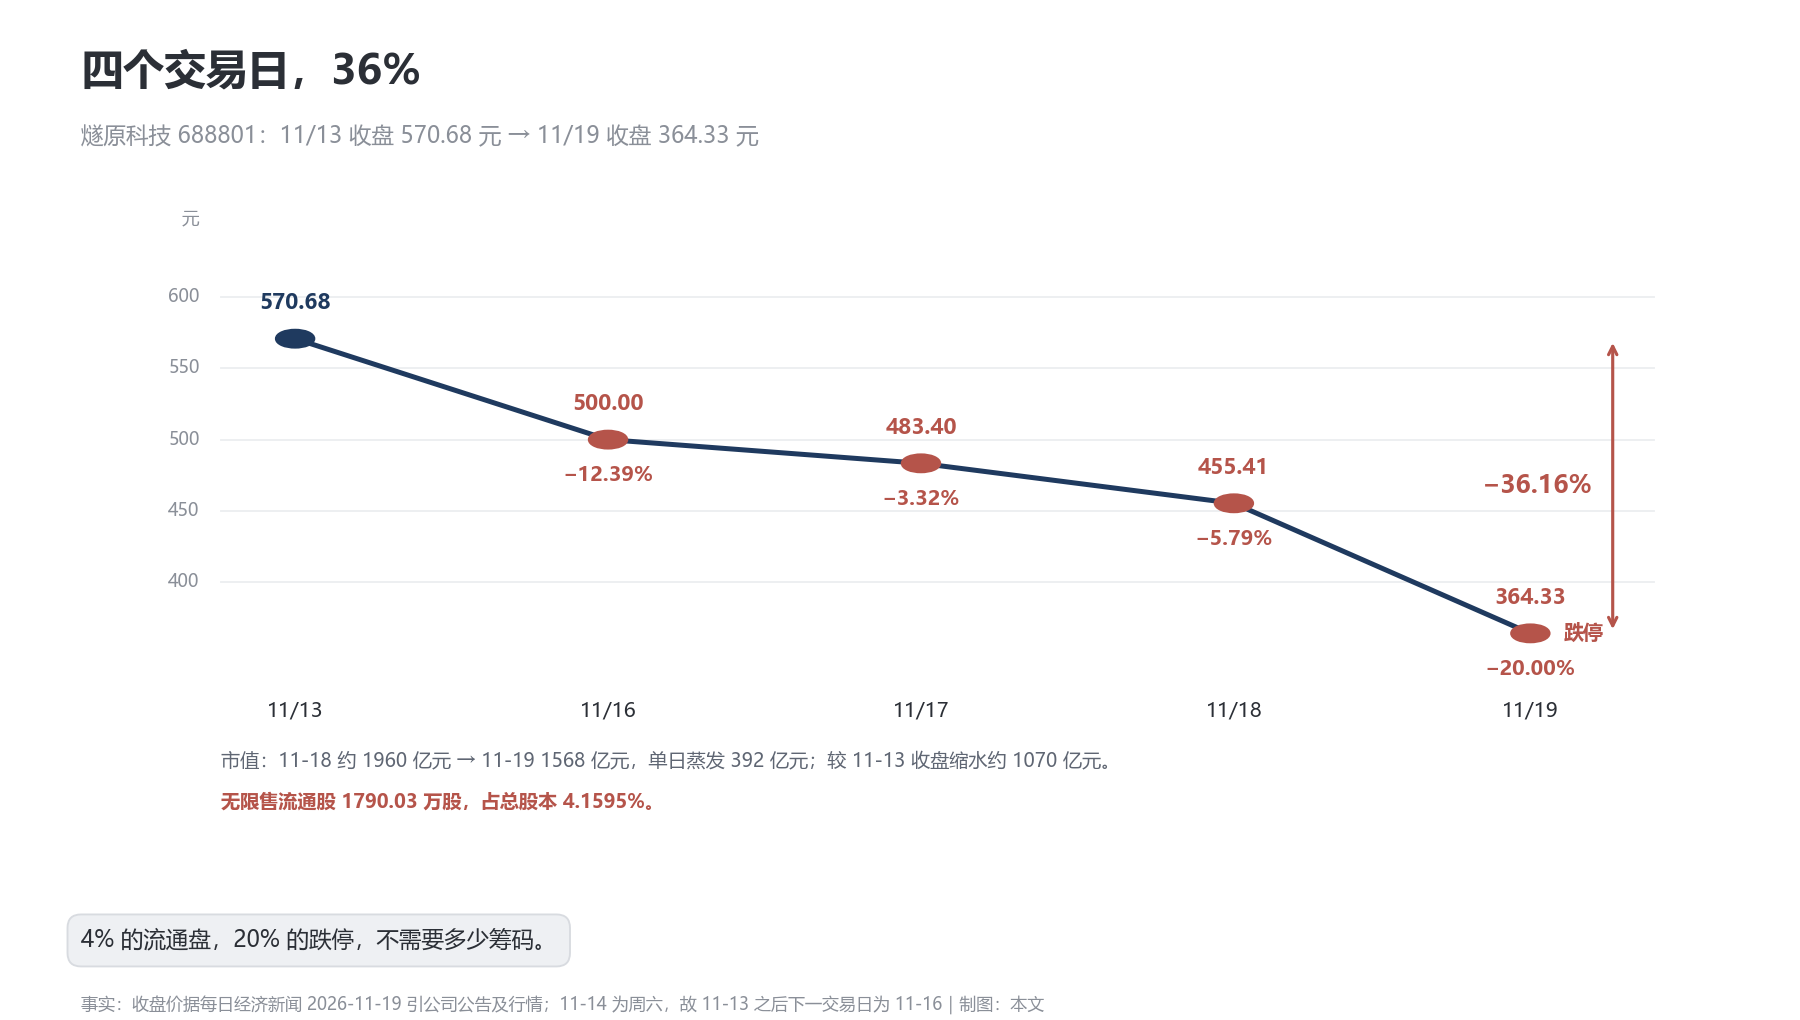 四个交易日，36%
燧原科技 688801：11/13 收盘 570.68 元 → 11/19 收盘 364.33 元
元
600
570.68
550
500.00
500
483.40
−12.39%
455.41
−3.32%
−36.16%
450
−5.79%
400
364.33
跌停
−20.00%
11/13 11/16 11/17 11/18 11/19
市值：11-18 约 1960 亿元 → 11-19 1568 亿元，单日蒸发 392 亿元；较 11-13 收盘缩水约 1070 亿元。
无限售流通股 1790.03 万股，占总股本 4.1595%。
4% 的流通盘，20% 的跌停，不需要多少筹码。
事实：收盘价据每日经济新闻 2026-11-19 引公司公告及行情；11-14 为周六，故 11-13 之后下一交易日为 11-16 | 制图：本文